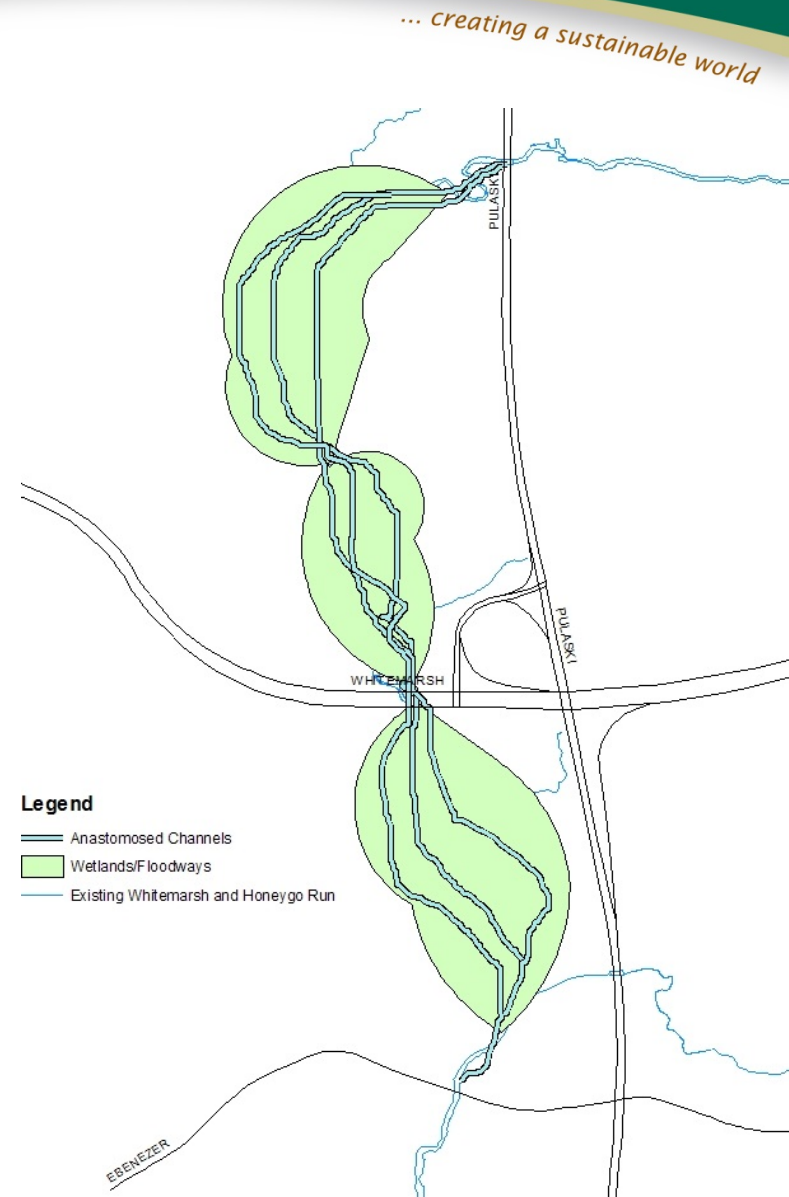 ... creating a sustainable world
PULASKI
PULASKI
WHITEMARSH
Legend
Anastomosed Channels
Wetlands/Floodways
Existing Whitemarsh and Honeygo Run
EBENEZER